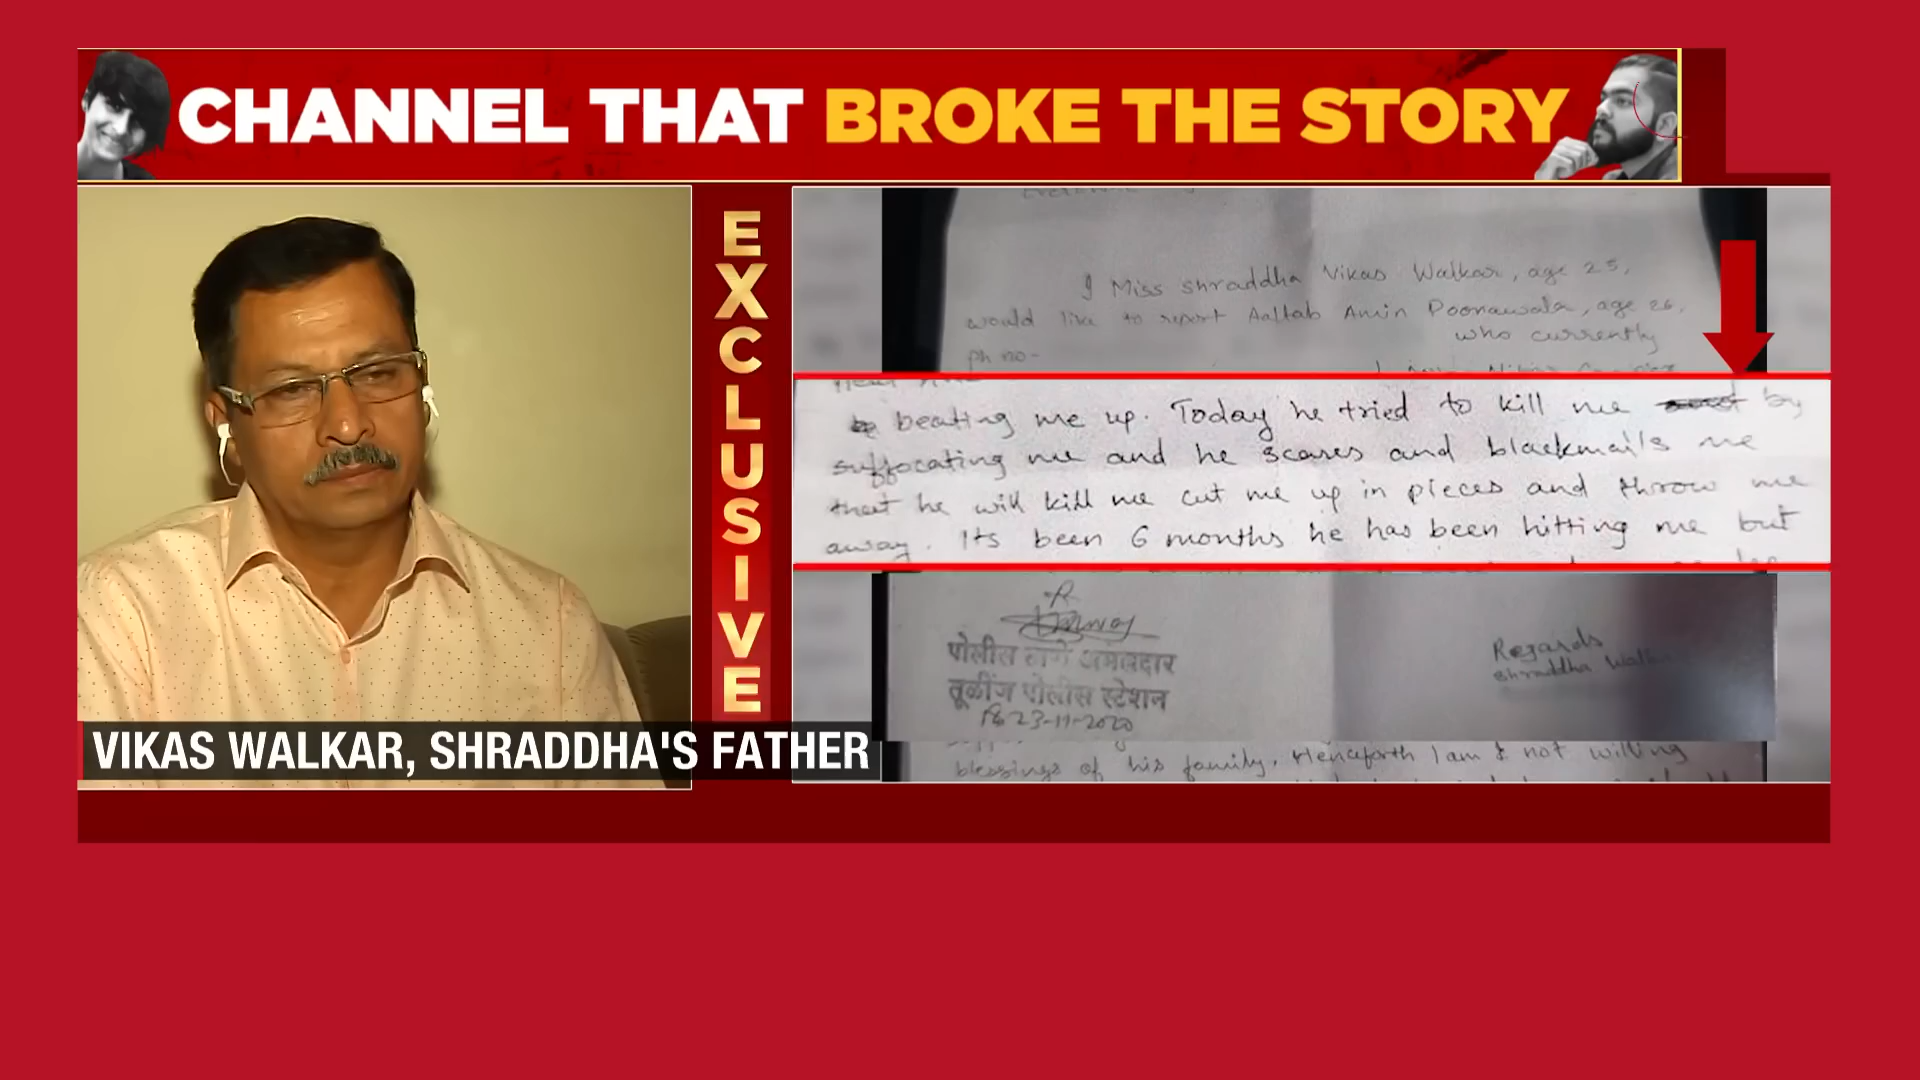 CHANNEL THAT BROKE THE STORY
EXCLUSIVE
I Miss Shraddha Vikas Walkar, age 25,
would like to report Aaftab Amin Poonawala, age 26,
ph no-
who currently
beating me up. Today he tried to kill me by
suffocating me and he scares and blackmails me
that he will kill me cut me up in pieces and throw me
away. Its been 6 months he has been hitting me but
पोलीस ठाणे अंमलदार
तूळींज पोलीस स्टेशन
23-11-2020
Regards
Shraddha Walkar
blessings of his family. Henceforth I am not willing
VIKAS WALKAR, SHRADDHA'S FATHER